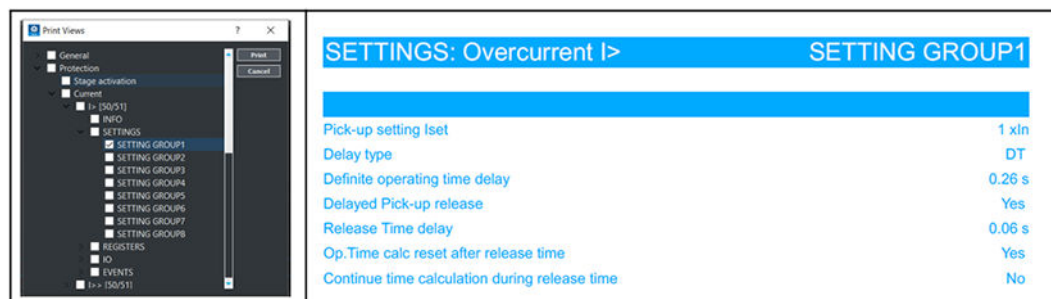 Print Views
? ×
General
Print
Protection
Cancel
Stage activation
Current
I> [50/51]
INFO
SETTINGS
SETTING GROUP1
SETTING GROUP2
SETTING GROUP3
SETTING GROUP4
SETTING GROUP5
SETTING GROUP6
SETTING GROUP7
SETTING GROUP8
REGISTERS
IO
EVENTS
I>> [50/51]
SETTINGS: Overcurrent I> SETTING GROUP1
Pick-up setting Iset 1 xIn
Delay type DT
Definite operating time delay 0.26 s
Delayed Pick-up release Yes
Release Time delay 0.06 s
Op.Time calc reset after release time Yes
Continue time calculation during release time No